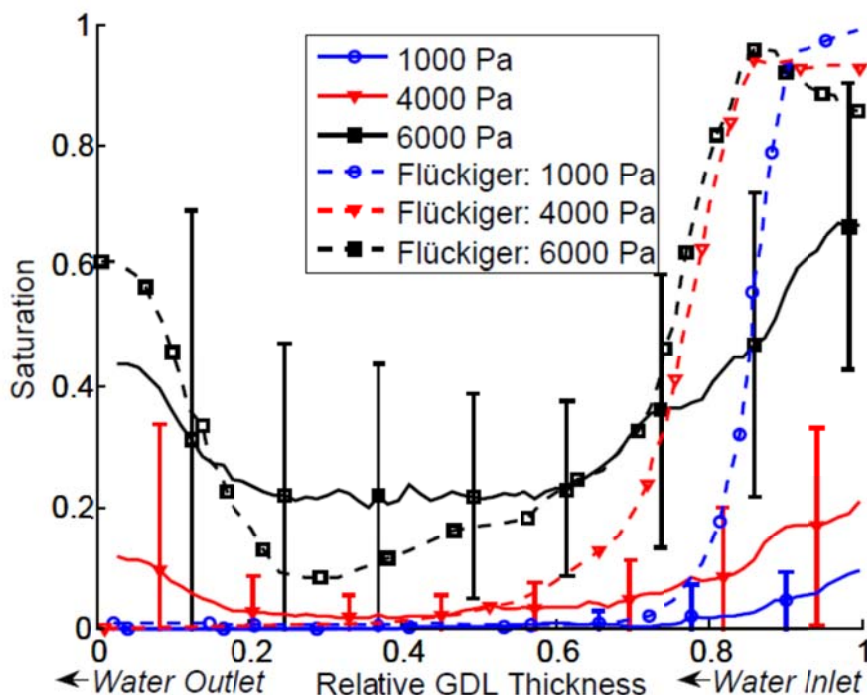 1
0.8
0.6
0.4
0.2
0
Saturation
1000 Pa
4000 Pa
6000 Pa
Flückiger: 1000 Pa
Flückiger: 4000 Pa
Flückiger: 6000 Pa
0 0.2 0.4 0.6 0.8 1
Water Outlet Relative GDL Thickness Water Inlet